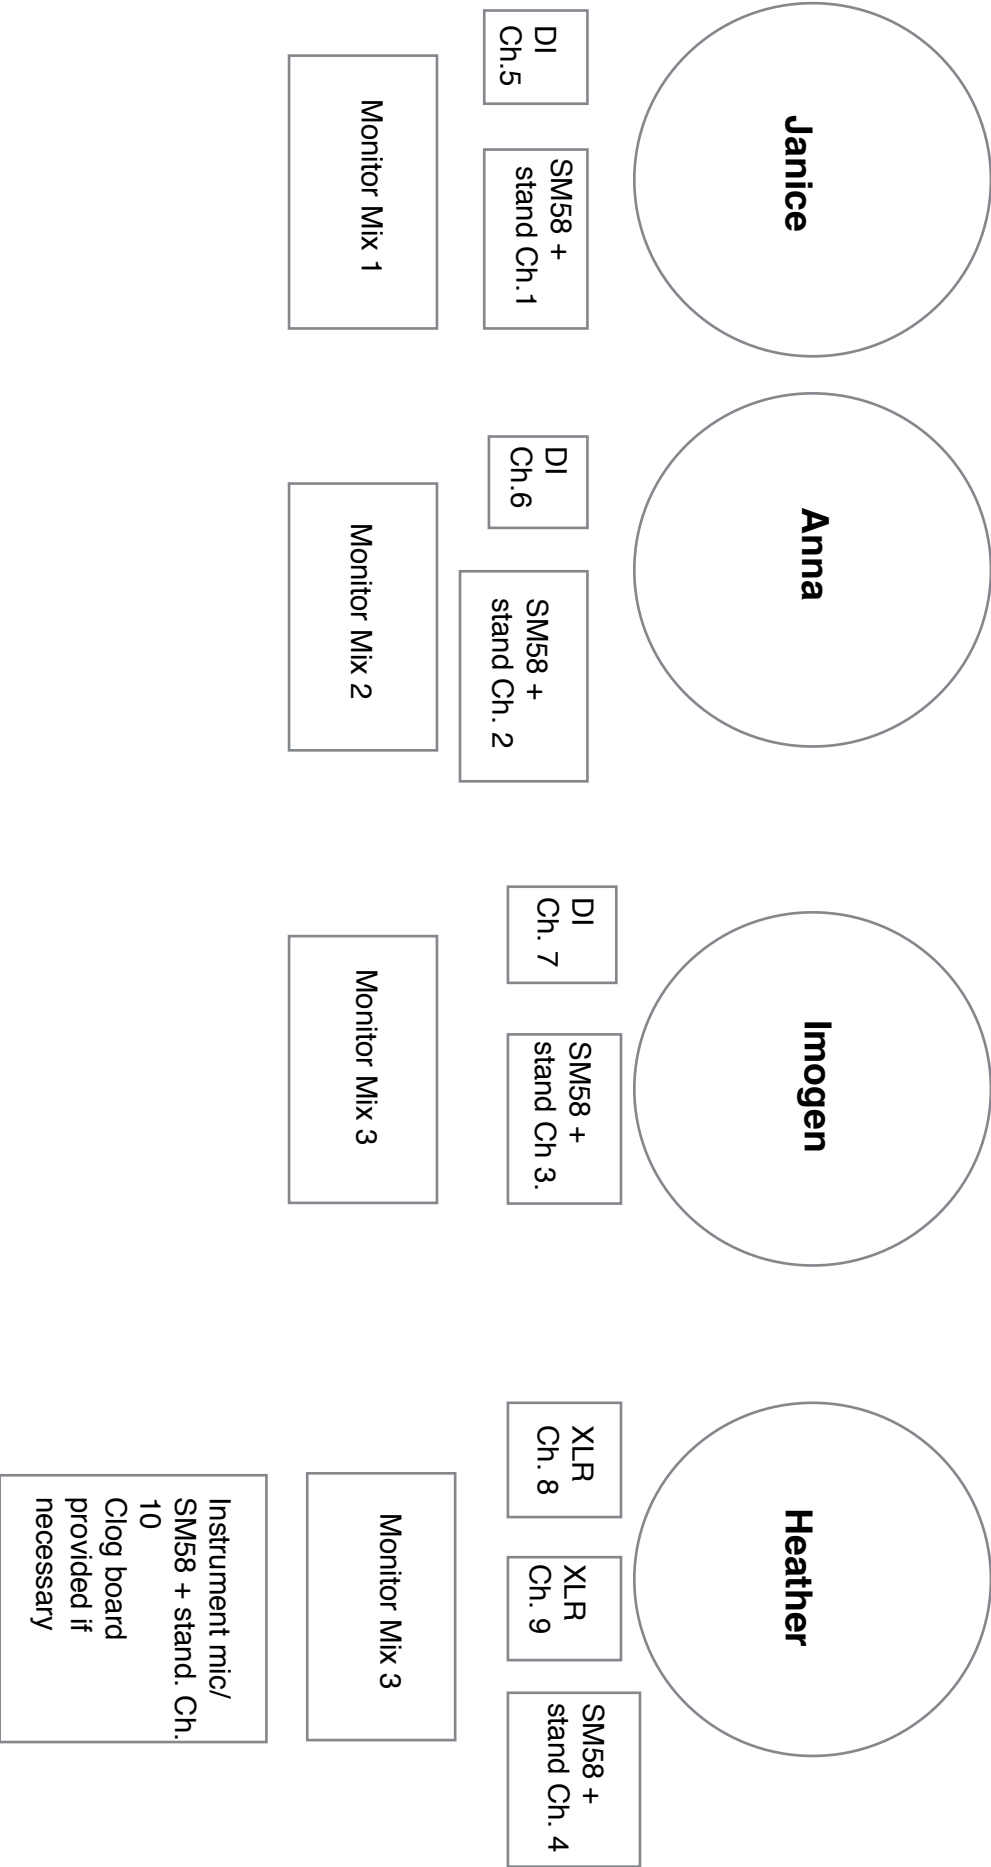 Janice
Anna
Imogen
Heather
DI
Ch.5
SM58 +
stand Ch.1
DI
Ch.6
SM58 +
stand Ch. 2
DI
Ch. 7
SM58 +
stand Ch 3.
XLR
Ch. 8
XLR
Ch. 9
SM58 +
stand Ch. 4
Monitor Mix 1
Monitor Mix 2
Monitor Mix 3
Monitor Mix 3
Instrument mic/
SM58 + stand. Ch.
10
Clog board
provided if
necessary